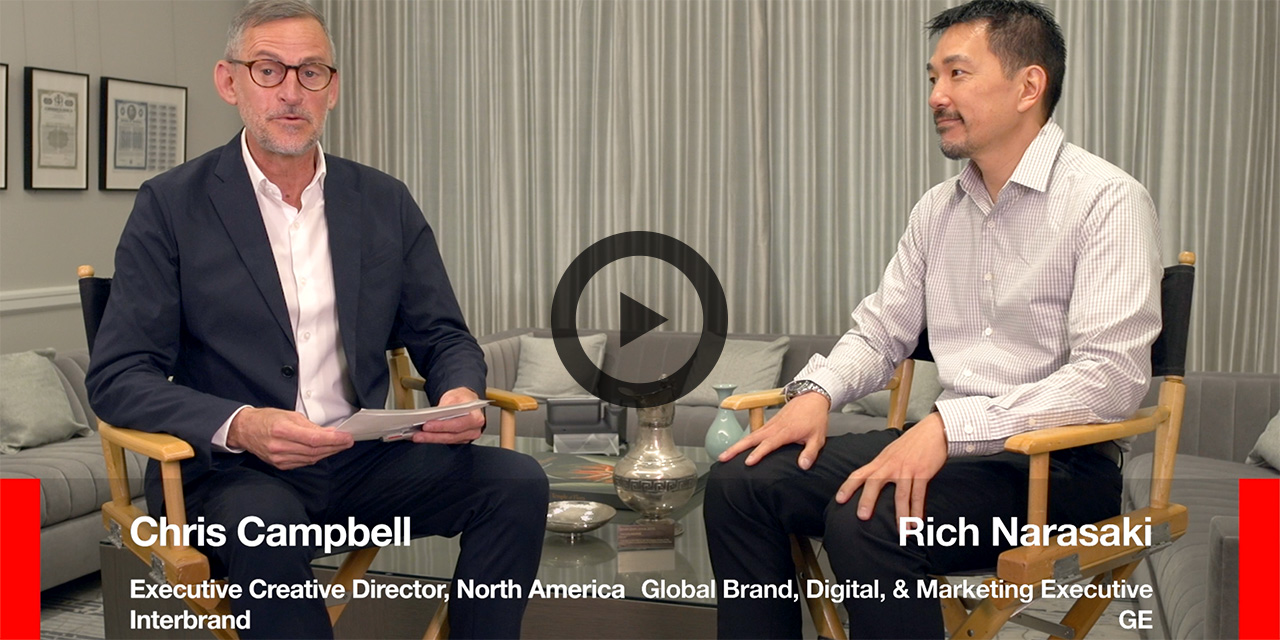 Chris Campbell
Executive Creative Director, North America
Interbrand
Rich Narasaki
Global Brand, Digital, & Marketing Executive
GE